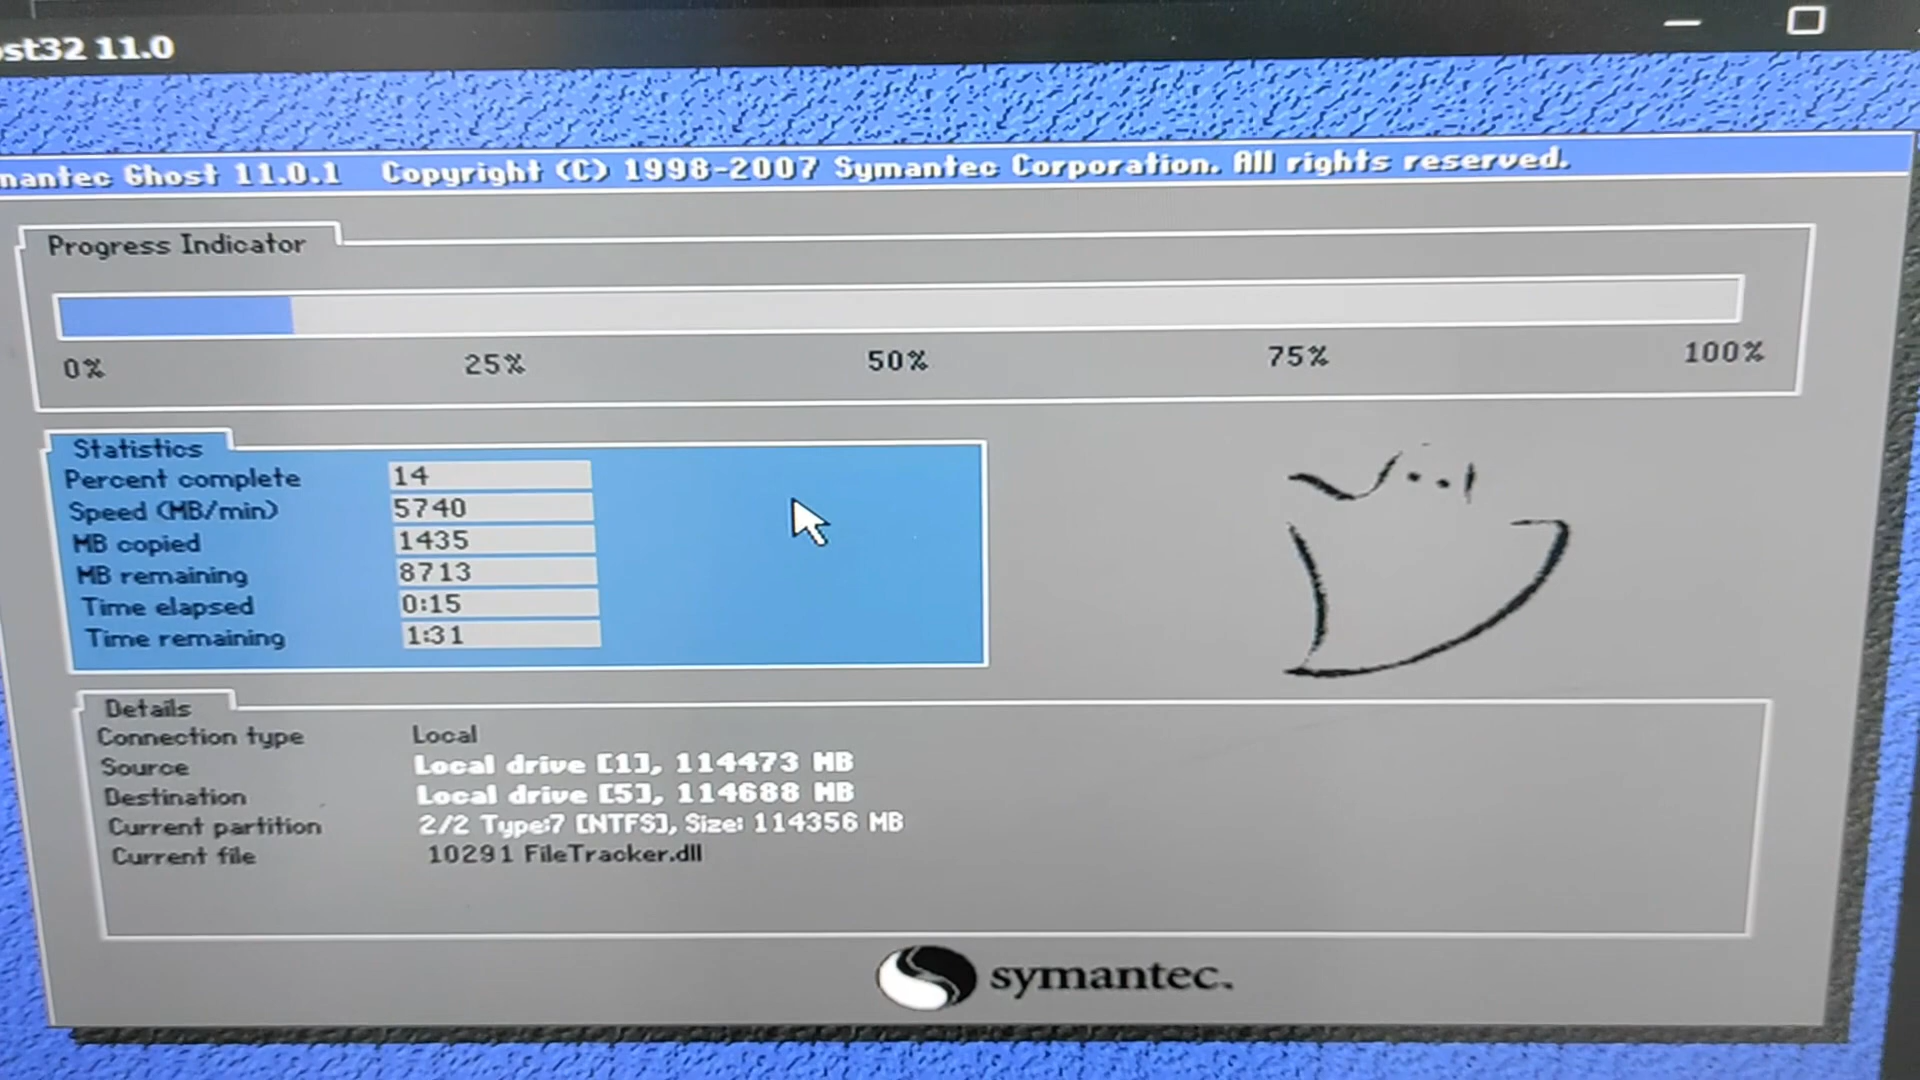 st32 11.0
mantec Ghost 11.0.1 Copyright (C) 1998-2007 Symantec Corporation. All rights reserved.
Progress Indicator
0% 25% 50% 75% 100%
Statistics
Percent complete 14
Speed (MB/min) 5740
MB copied 1435
MB remaining 8713
Time elapsed 0:15
Time remaining 1:31
Details
Connection type Local
Source Local drive [1], 114473 MB
Destination Local drive [5], 114688 MB
Current partition 2/2 Type:7 [NTFS], Size: 114356 MB
Current file 10291 FileTracker.dll
symantec.